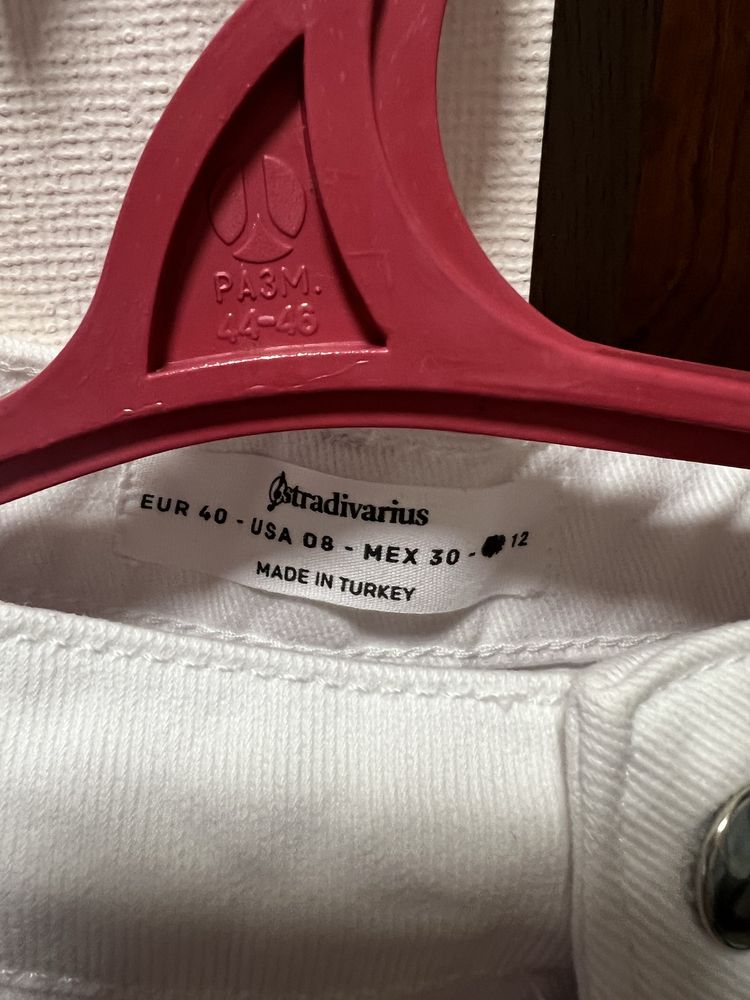 РАЗМ.
44-46
stradivarius
EUR 40 - USA 08 - MEX 30 - 12
MADE IN TURKEY